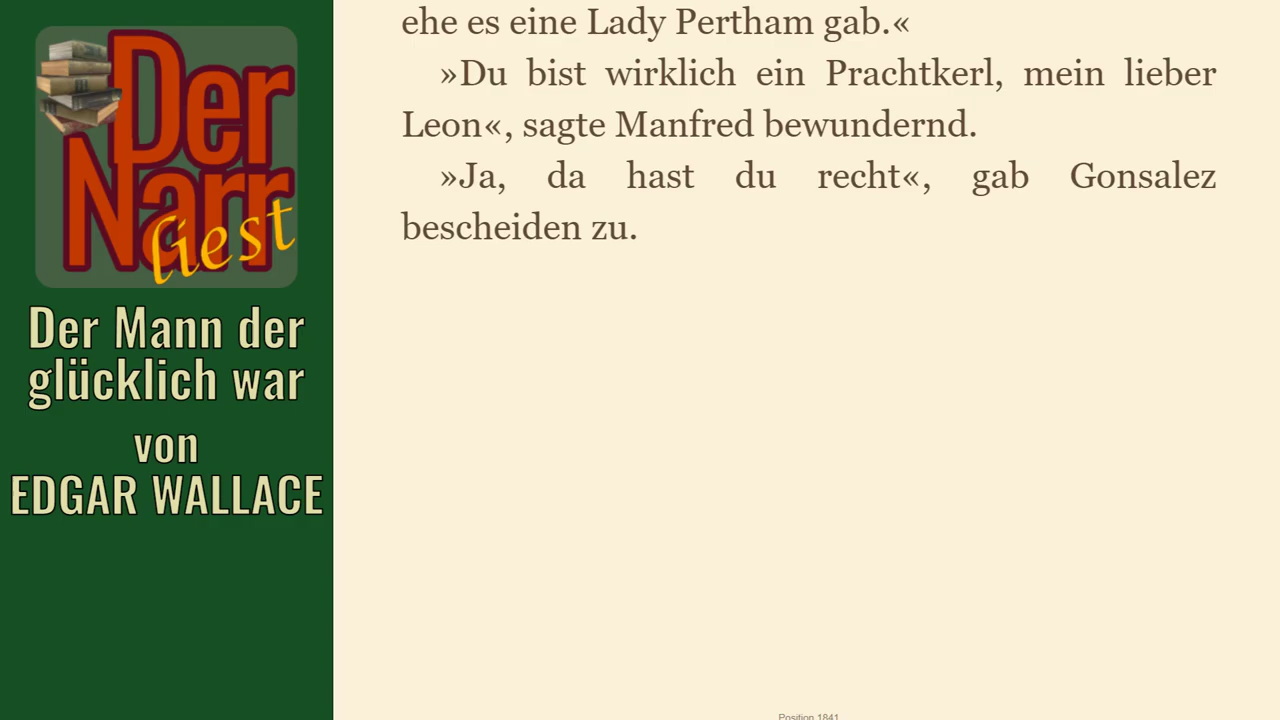 Der
Narr
liest
Der Mann der
glücklich war
von
EDGAR WALLACE
ehe es eine Lady Pertham gab.«
»Du bist wirklich ein Prachtkerl, mein lieber
Leon«, sagte Manfred bewundernd.
»Ja, da hast du recht«, gab Gonsalez
bescheiden zu.
Position 1841